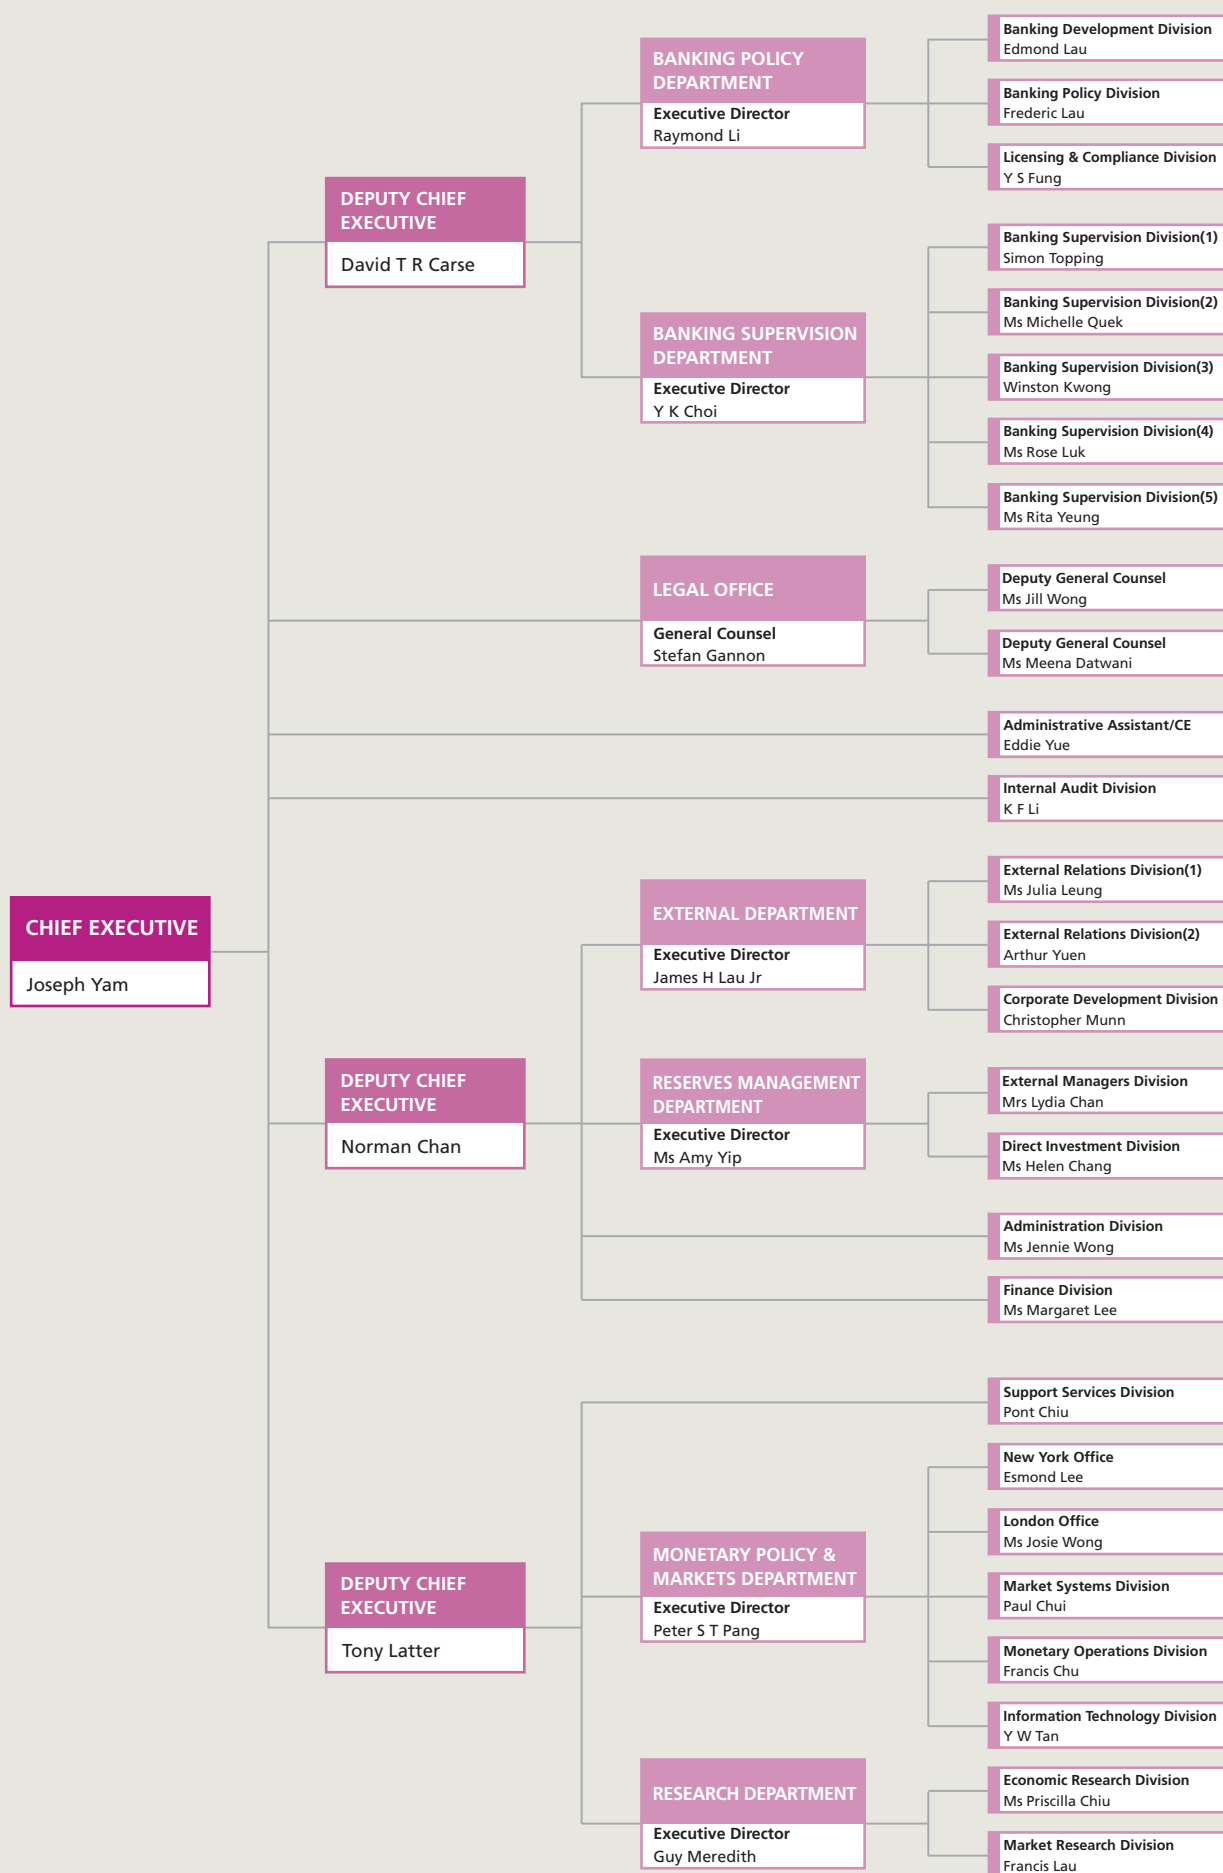 CHIEF EXECUTIVE
Joseph Yam
DEPUTY CHIEF
EXECUTIVE
David T R Carse
BANKING POLICY
DEPARTMENT
Executive Director
Raymond Li
Banking Development Division
Edmond Lau
Banking Policy Division
Frederic Lau
Licensing & Compliance Division
Y S Fung
BANKING SUPERVISION
DEPARTMENT
Executive Director
Y K Choi
Banking Supervision Division(1)
Simon Topping
Banking Supervision Division(2)
Ms Michelle Quek
Banking Supervision Division(3)
Winston Kwong
Banking Supervision Division(4)
Ms Rose Luk
Banking Supervision Division(5)
Ms Rita Yeung
LEGAL OFFICE
General Counsel
Stefan Gannon
Deputy General Counsel
Ms Jill Wong
Deputy General Counsel
Ms Meena Datwani
Administrative Assistant/CE
Eddie Yue
Internal Audit Division
K F Li
DEPUTY CHIEF
EXECUTIVE
Norman Chan
EXTERNAL DEPARTMENT
Executive Director
James H Lau Jr
External Relations Division(1)
Ms Julia Leung
External Relations Division(2)
Arthur Yuen
Corporate Development Division
Christopher Munn
RESERVES MANAGEMENT
DEPARTMENT
Executive Director
Ms Amy Yip
External Managers Division
Mrs Lydia Chan
Direct Investment Division
Ms Helen Chang
Administration Division
Ms Jennie Wong
Finance Division
Ms Margaret Lee
DEPUTY CHIEF
EXECUTIVE
Tony Latter
Support Services Division
Pont Chiu
MONETARY POLICY &
MARKETS DEPARTMENT
Executive Director
Peter S T Pang
New York Office
Esmond Lee
London Office
Ms Josie Wong
Market Systems Division
Paul Chui
Monetary Operations Division
Francis Chu
Information Technology Division
Y W Tan
RESEARCH DEPARTMENT
Executive Director
Guy Meredith
Economic Research Division
Ms Priscilla Chiu
Market Research Division
Francis Lau